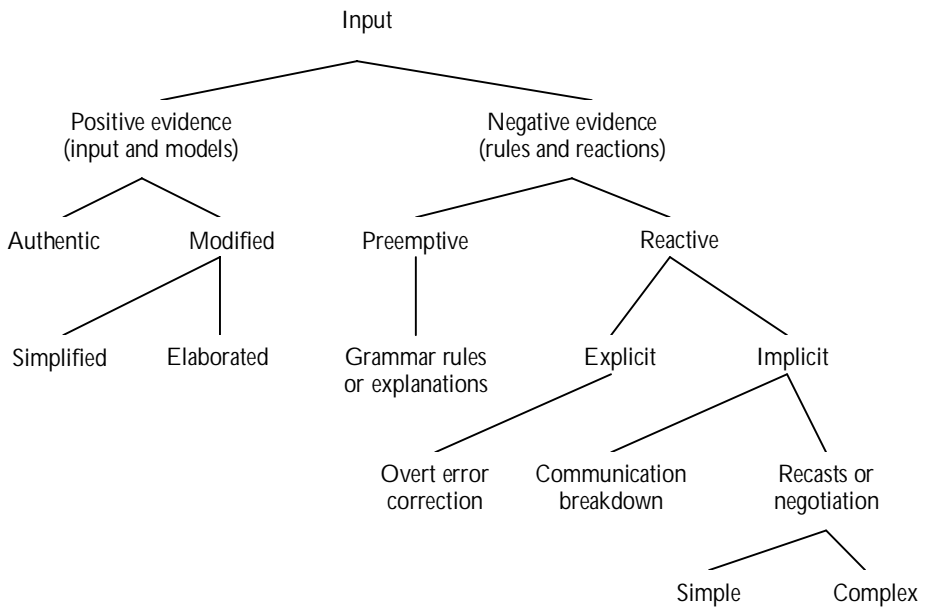 Input
Positive evidence
(input and models)
Negative evidence
(rules and reactions)
Authentic
Modified
Preemptive
Reactive
Simplified
Elaborated
Grammar rules
or explanations
Explicit
Implicit
Overt error
correction
Communication
breakdown
Recasts or
negotiation
Simple
Complex